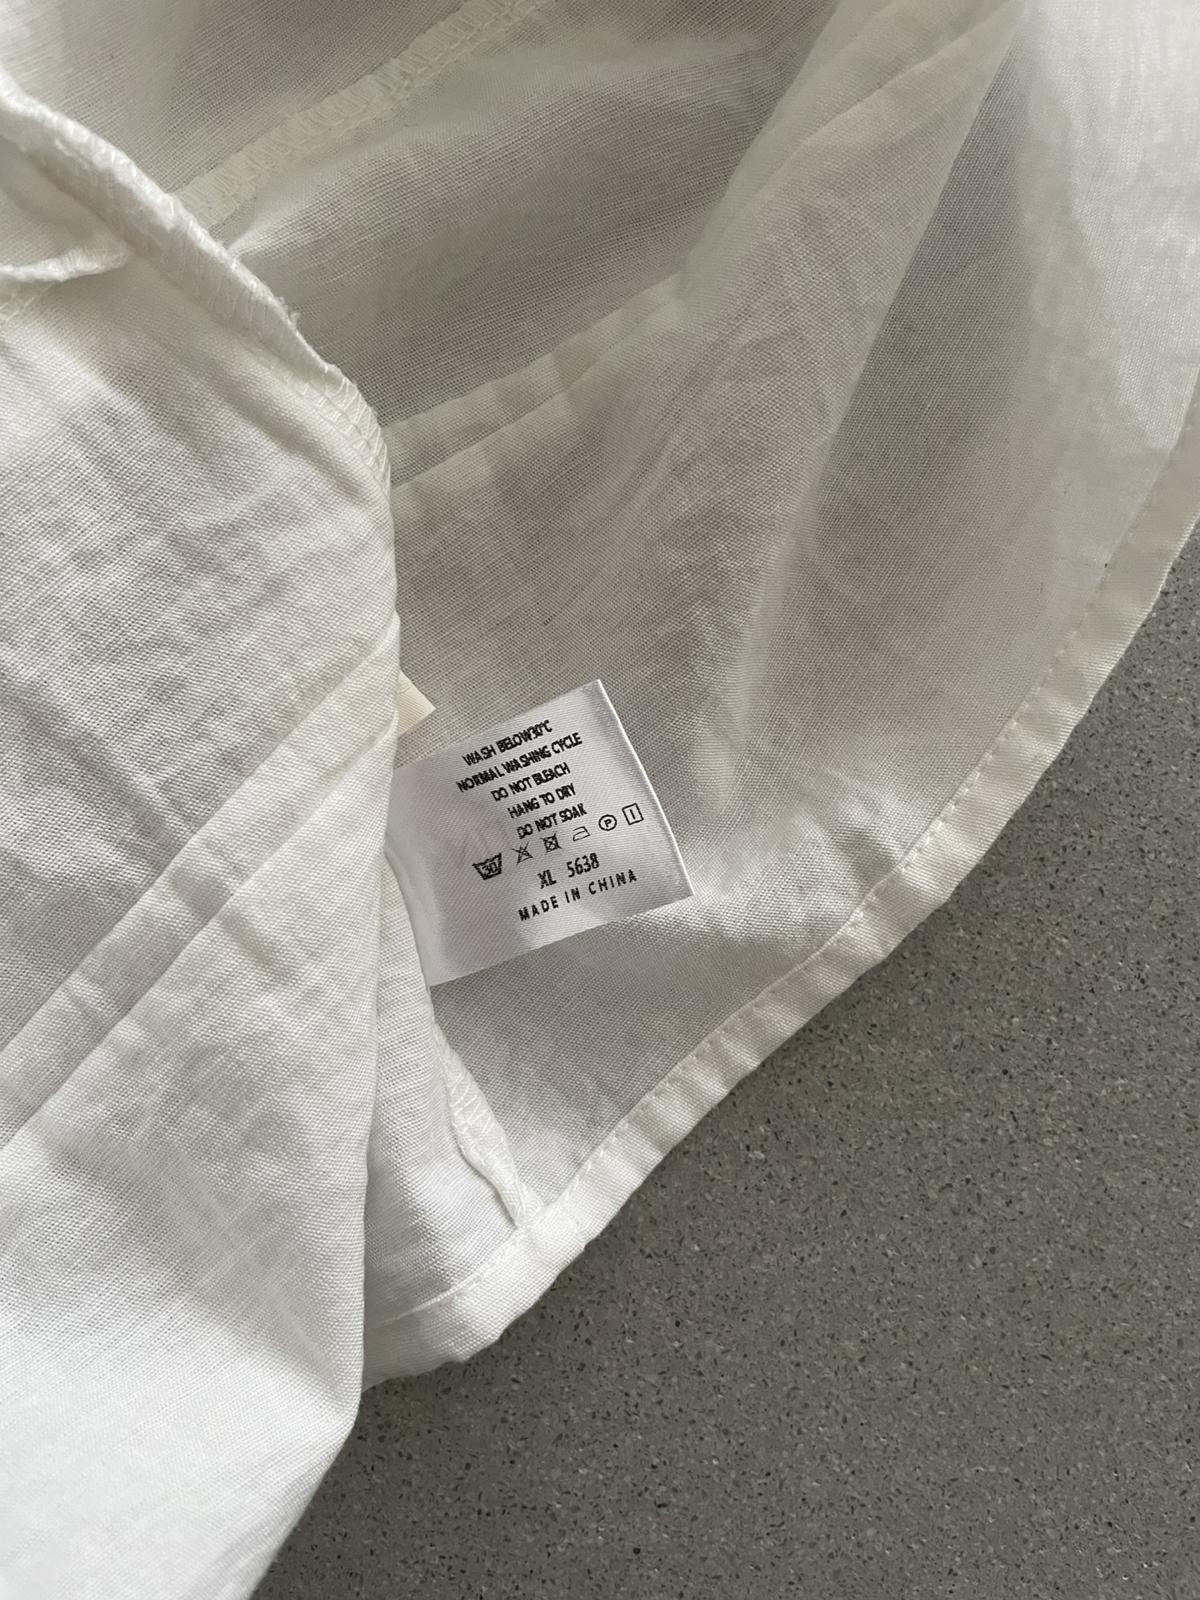 WASH BELOW30℃
NORMAL WASHING CYCLE
DO NOT BLEACH
HANG TO DRY
DO NOT SOAK
30 P
XL 5638
MADE IN CHINA